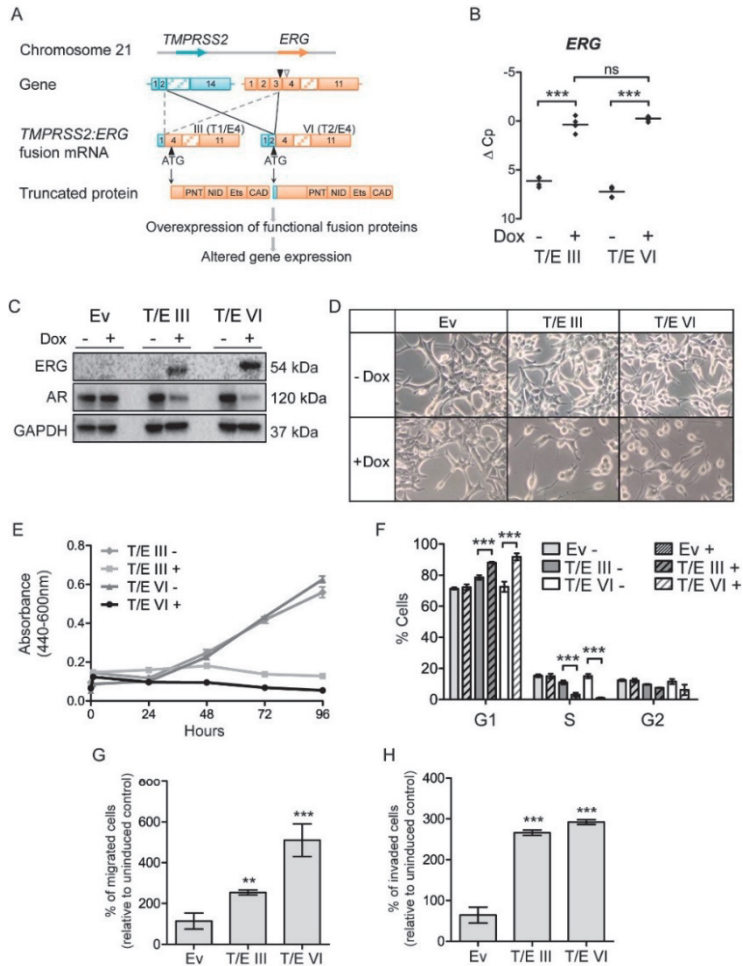 A
TMPRSS2 ERG
Chromosome 21
Gene
1 2 14 1 2 3 4 11
III (T1/E4) VI (T2/E4)
TMPRSS2:ERG
fusion mRNA
1 4 11 1 2 4 11
ATG ATG
Truncated protein
PNT NID Ets CAD PNT NID Ets CAD
Overexpression of functional fusion proteins
Altered gene expression
B
ERG
ns
*** ***
Δ Cp
-5
0
5
10
Dox - + - +
T/E III T/E VI
C
Ev T/E III T/E VI
Dox - + - + - +
ERG 54 kDa
AR 120 kDa
GAPDH 37 kDa
D
Ev T/E III T/E VI
- Dox
+Dox
E
T/E III -
T/E III +
T/E VI -
T/E VI +
Absorbance
(440-600nm)
0.8
0.6
0.4
0.2
0.0
0 24 48 72 96
Hours
F
*** ***
Ev - Ev +
T/E III - T/E III +
T/E VI - T/E VI +
% Cells
100
80
60
40
20
0
*** ***
G1 S G2
G
% of migrated cells
(relative to uninduced control)
600
400
200
0
** ***
Ev T/E III T/E VI
H
% of invaded cells
(relative to uninduced control)
400
300
200
100
0
*** ***
Ev T/E III T/E VI